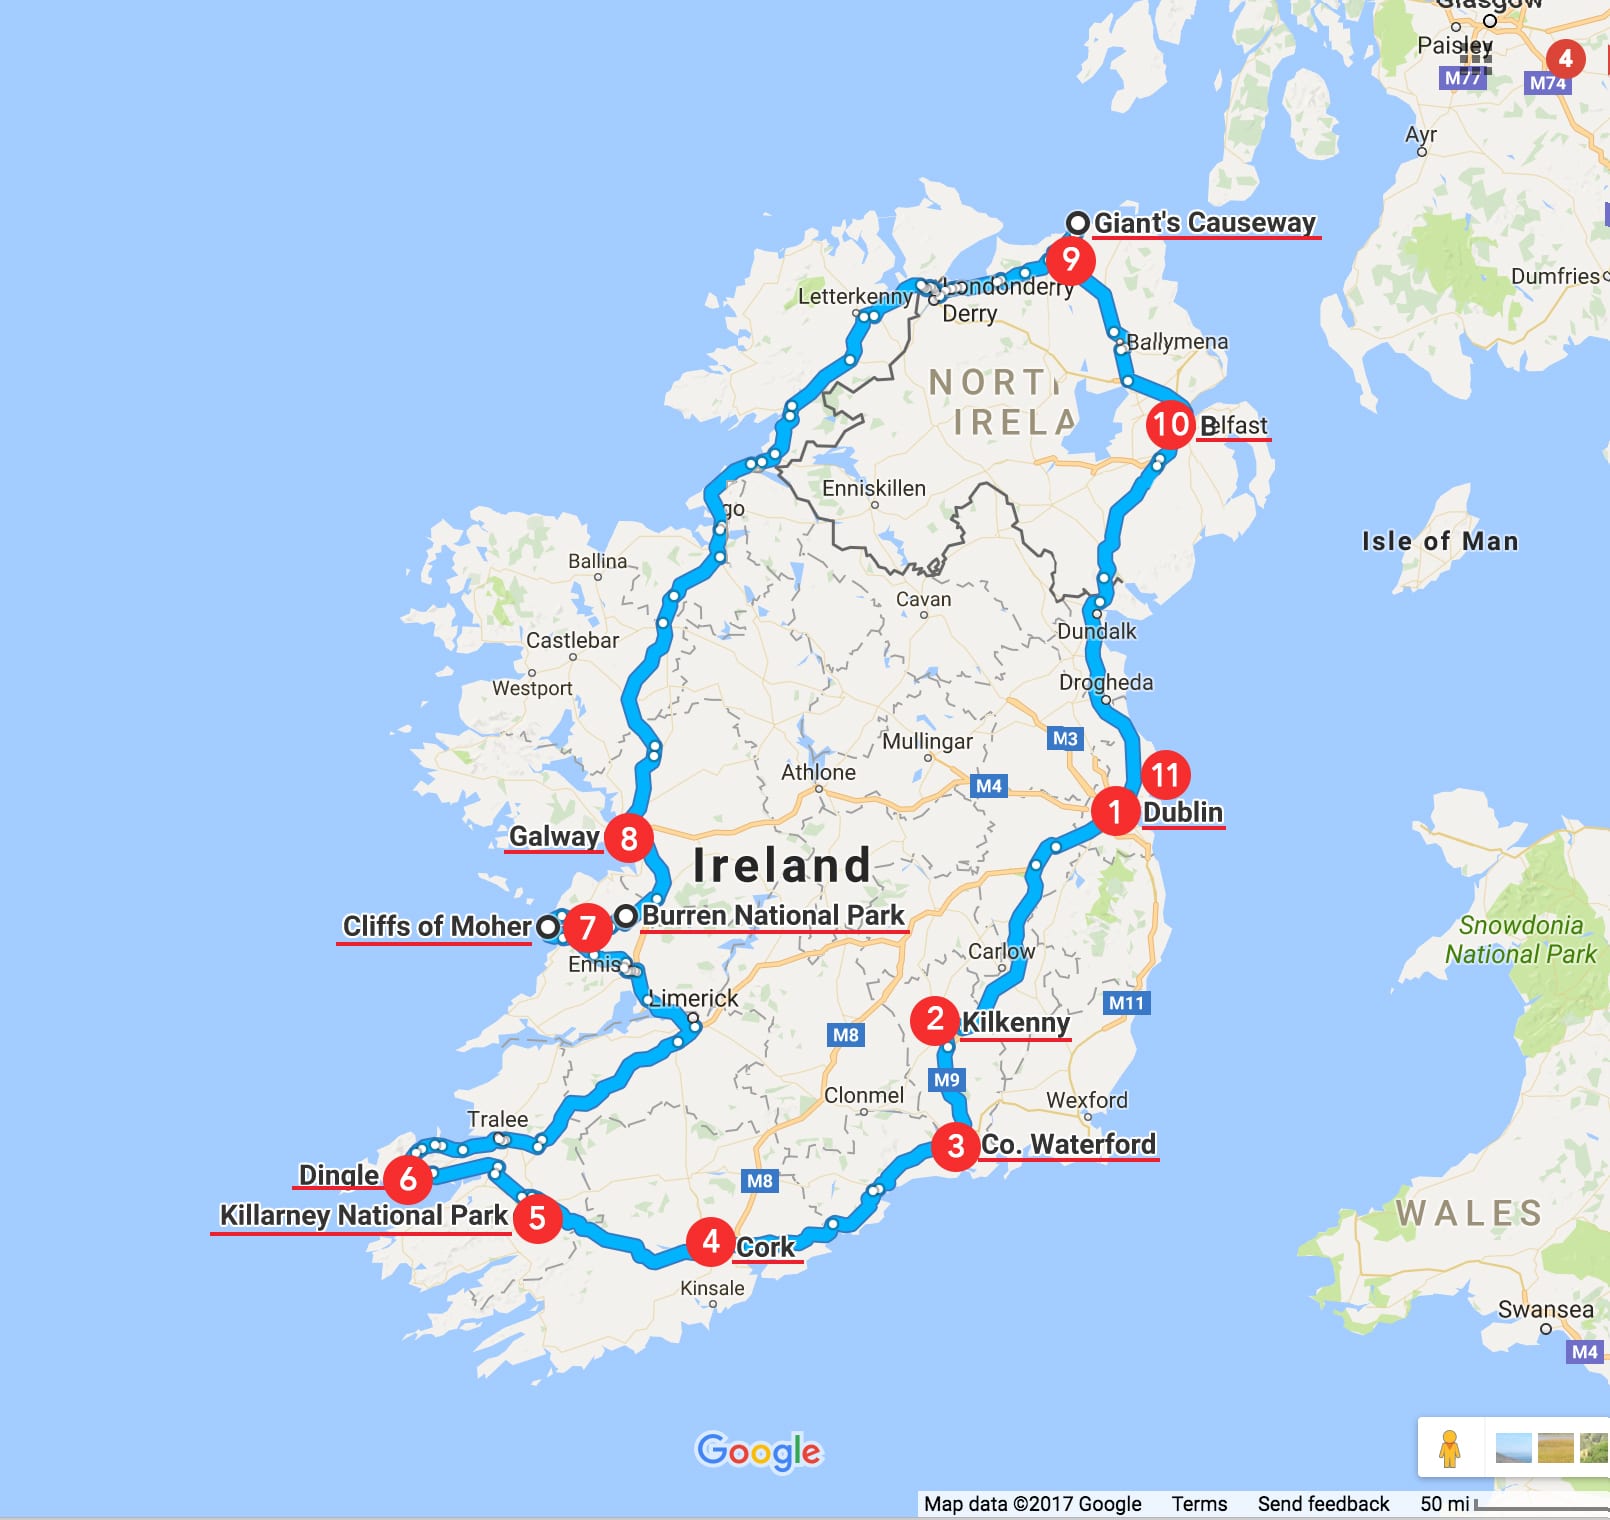 Glasgow
Paisley
M77
M74
4
Ayr
Giant's Causeway
9
Dumfries
Letterkenny
Londonderry
Derry
Ballymena
NORTH
IRELA
10
Belfast
Enniskillen
go
Isle of Man
Ballina
Cavan
Castlebar
Dundalk
Westport
Drogheda
M3
Mullingar
Athlone
M4
11
1
Dublin
Galway
8
Ireland
Cliffs of Moher
7
Burren National Park
Snowdonia
National Park
Ennis
Carlow
Limerick
M11
2
Kilkenny
M8
M9
Clonmel
Wexford
Tralee
3
Co. Waterford
Dingle
6
M8
Killarney National Park
5
4
Cork
WALES
Kinsale
Swansea
M4
Google
Map data ©2017 Google Terms Send feedback 50 mi